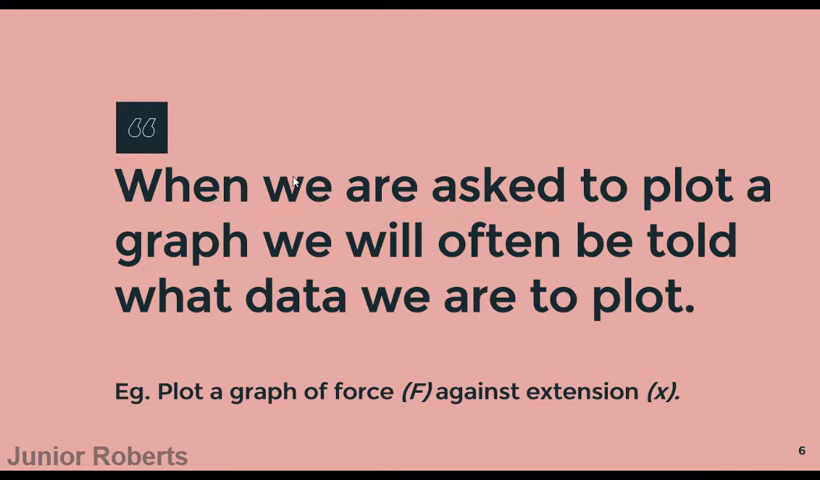 “
When we are asked to plot a
graph we will often be told
what data we are to plot.
Eg. Plot a graph of force (F) against extension (x).
6
Junior Roberts